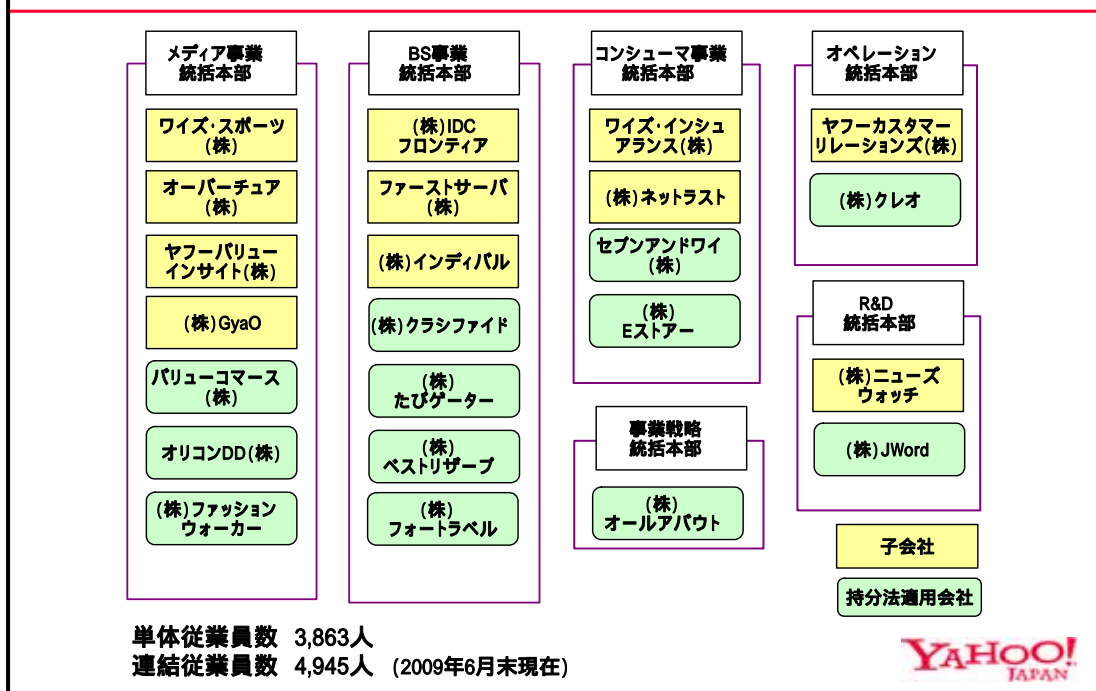 メディア事業
統括本部
ワイズ・スポーツ
(株)
オーバーチュア
(株)
ヤフーバリュー
インサイト(株)
(株)GyaO
バリューコマース
(株)
オリコンDD(株)
(株)ファッション
ウォーカー
BS事業
統括本部
(株)IDC
フロンティア
ファーストサーバ
(株)
(株)インディバル
(株)クラシファイド
(株)
たびゲーター
(株)
ベストリザーブ
(株)
フォートラベル
コンシューマ事業
統括本部
ワイズ・インシュ
アランス(株)
(株)ネットラスト
セブンアンドワイ
(株)
(株)
Eストアー
事業戦略
統括本部
(株)
オールアバウト
オペレーション
統括本部
ヤフーカスタマー
リレーションズ(株)
(株)クレオ
R&D
統括本部
(株)ニューズ
ウォッチ
(株)JWord
子会社
持分法適用会社
単体従業員数 3,863人
連結従業員数 4,945人 (2009年6月末現在)
YAHOO!
JAPAN